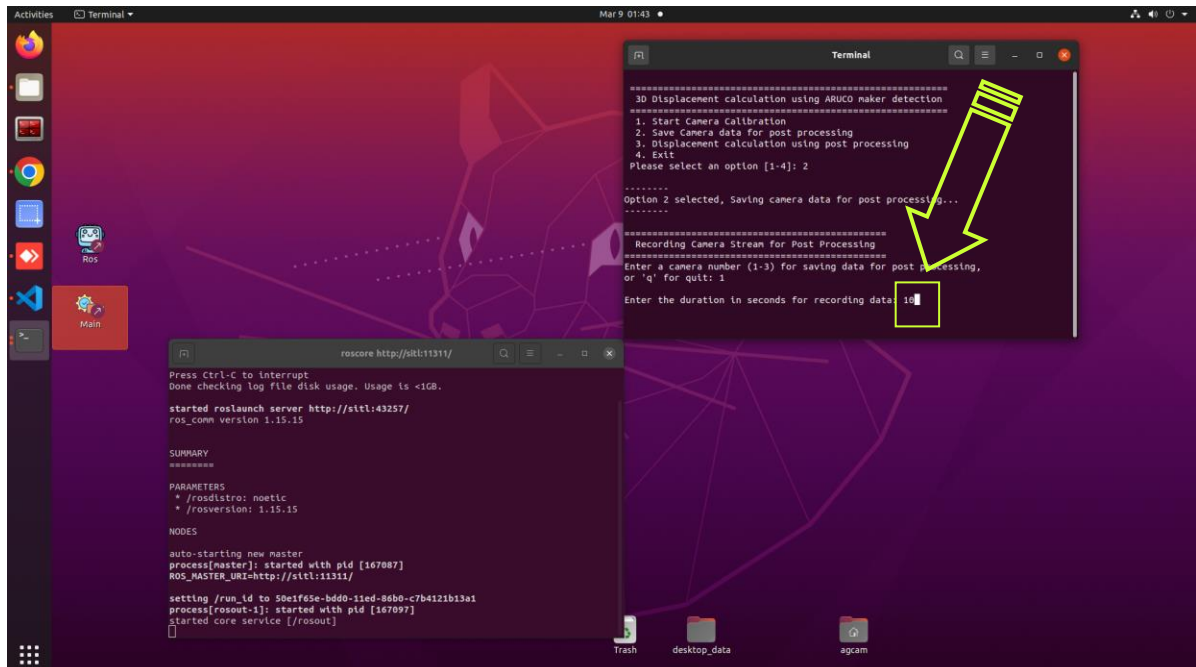 Activities
Terminal
Mar 9 01:43
Terminal
==========================================================
3D Displacement calculation using ARUCO maker detection
==========================================================
1. Start Camera Calibration
2. Save Camera data for post processing
3. Displacement calculation using post processing
4. Exit
Please select an option [1-4]: 2
--------
Option 2 selected, Saving camera data for post processing...
--------
================================================
Recording Camera Stream for Post Processing
================================================
Enter a camera number (1-3) for saving data for post processing,
or 'q' for quit: 1
Enter the duration in seconds for recording data: 10
Ros
Main
roscore http://sitl:11311/
Press Ctrl-C to interrupt
Done checking log file disk usage. Usage is <1GB.
started roslaunch server http://sitl:43257/
ros_comm version 1.15.15
SUMMARY
========
PARAMETERS
* /rosdistro: noetic
* /rosversion: 1.15.15
NODES
auto-starting new master
process[master]: started with pid [167087]
ROS_MASTER_URI=http://sitl:11311/
setting /run_id to 50e1f65e-bdd0-11ed-86b0-c7b4121b13a1
process[rosout-1]: started with pid [167097]
started core service [/rosout]
Trash
desktop_data
agcam